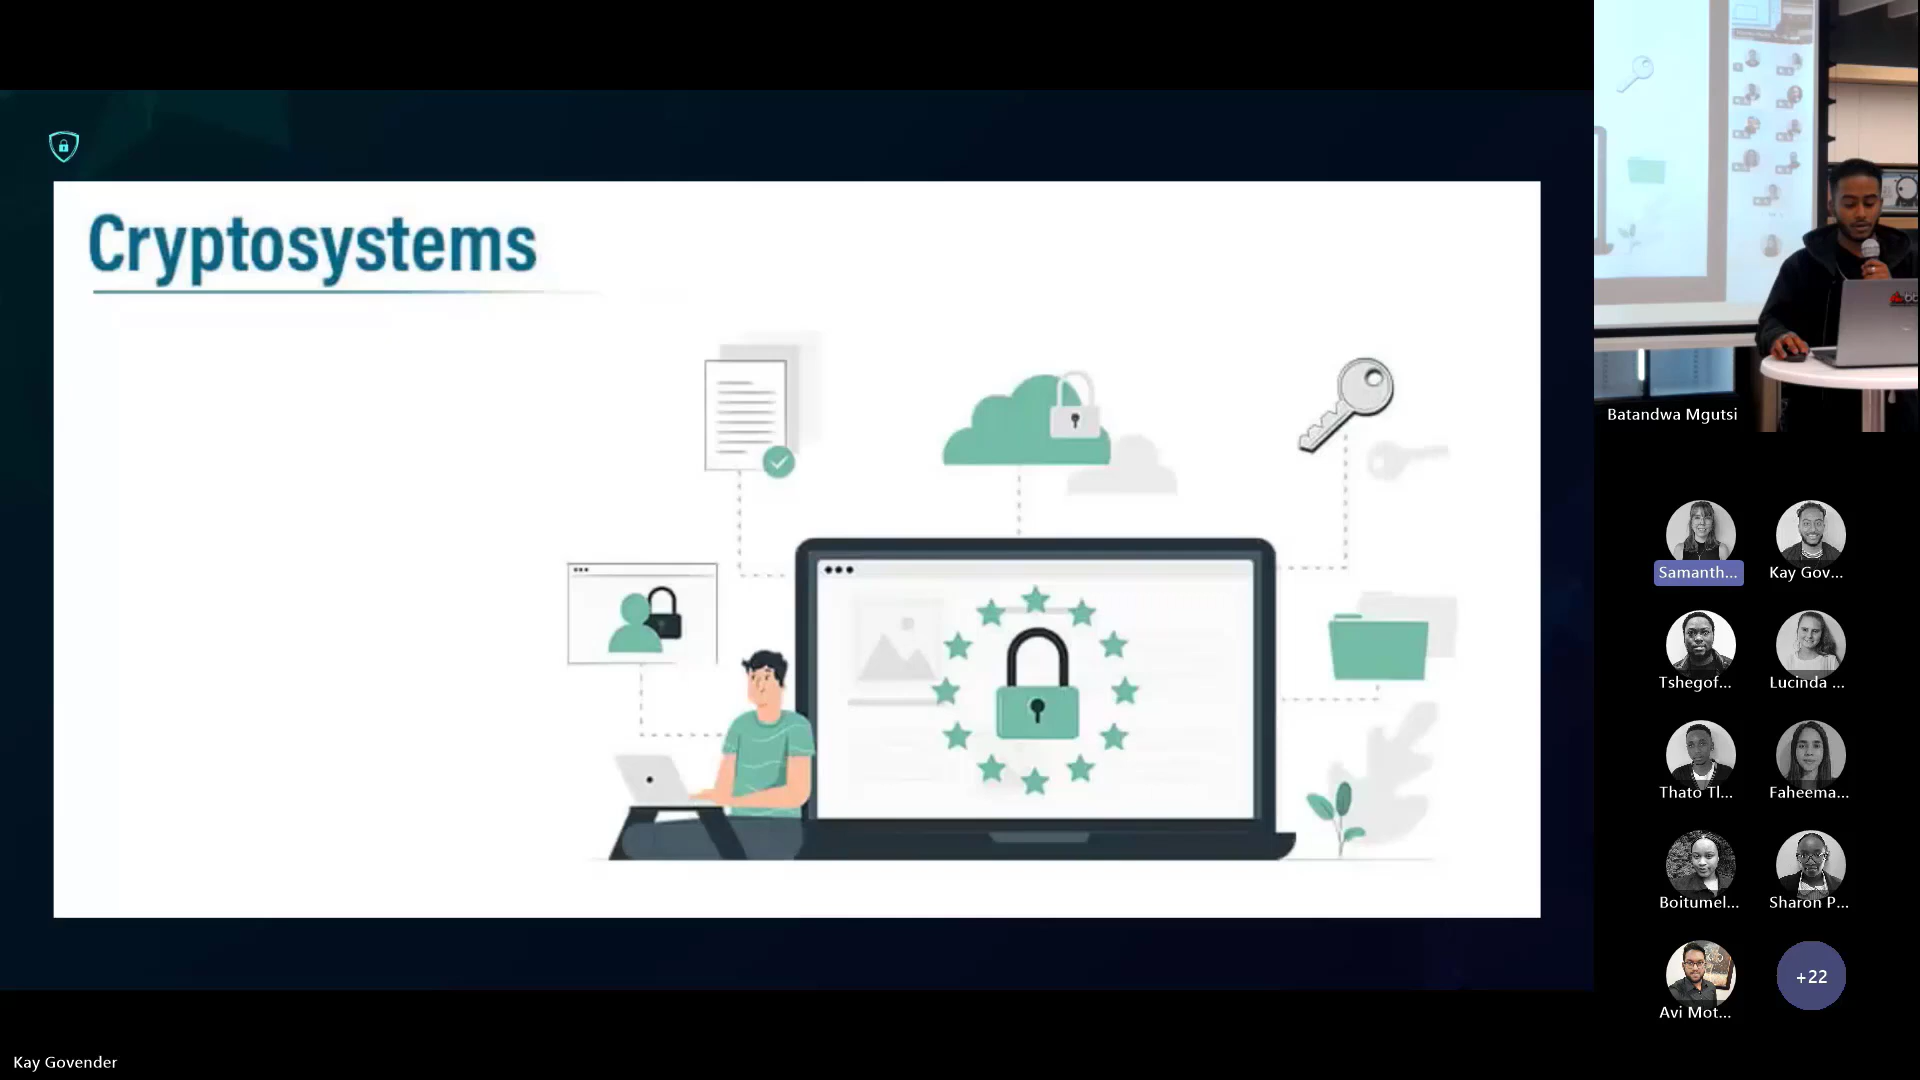 Cryptosystems
Batandwa Mgutsi
Samanth...
Kay Gov...
Tshegof...
Lucinda ...
Thato Tl...
Faheema...
Boitumel...
Sharon P...
Avi Mot...
+22
Kay Govender